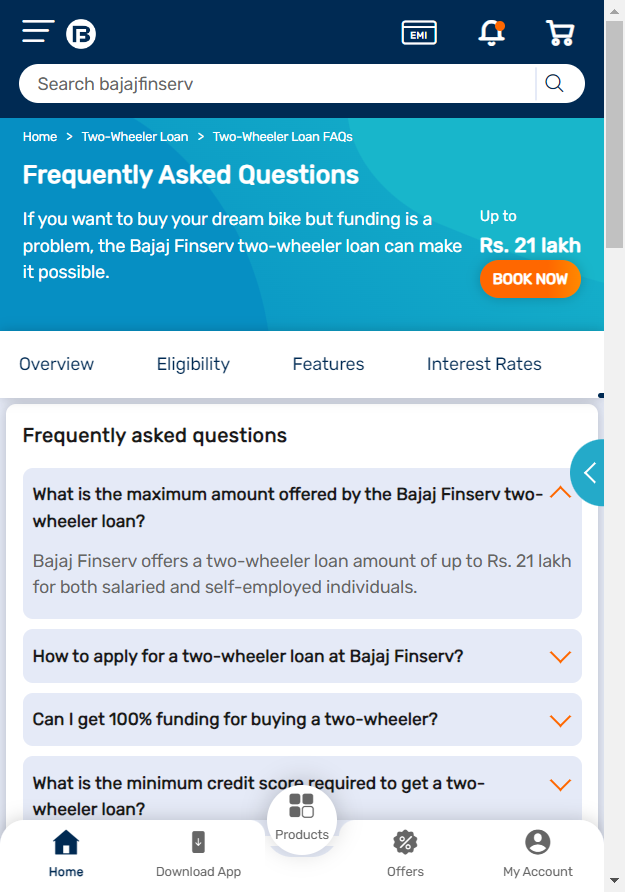 EMI
Search bajajfinserv
Home > Two-Wheeler Loan > Two-Wheeler Loan FAQs
Frequently Asked Questions
If you want to buy your dream bike but funding is a
problem, the Bajaj Finserv two-wheeler loan can make
it possible.
Up to
Rs. 21 lakh
BOOK NOW
Overview
Eligibility
Features
Interest Rates
Frequently asked questions
What is the maximum amount offered by the Bajaj Finserv two-
wheeler loan?
Bajaj Finserv offers a two-wheeler loan amount of up to Rs. 21 lakh
for both salaried and self-employed individuals.
How to apply for a two-wheeler loan at Bajaj Finserv?
Can I get 100% funding for buying a two-wheeler?
What is the minimum credit score required to get a two-
wheeler loan?
Home
Download App
Products
Offers
My Account